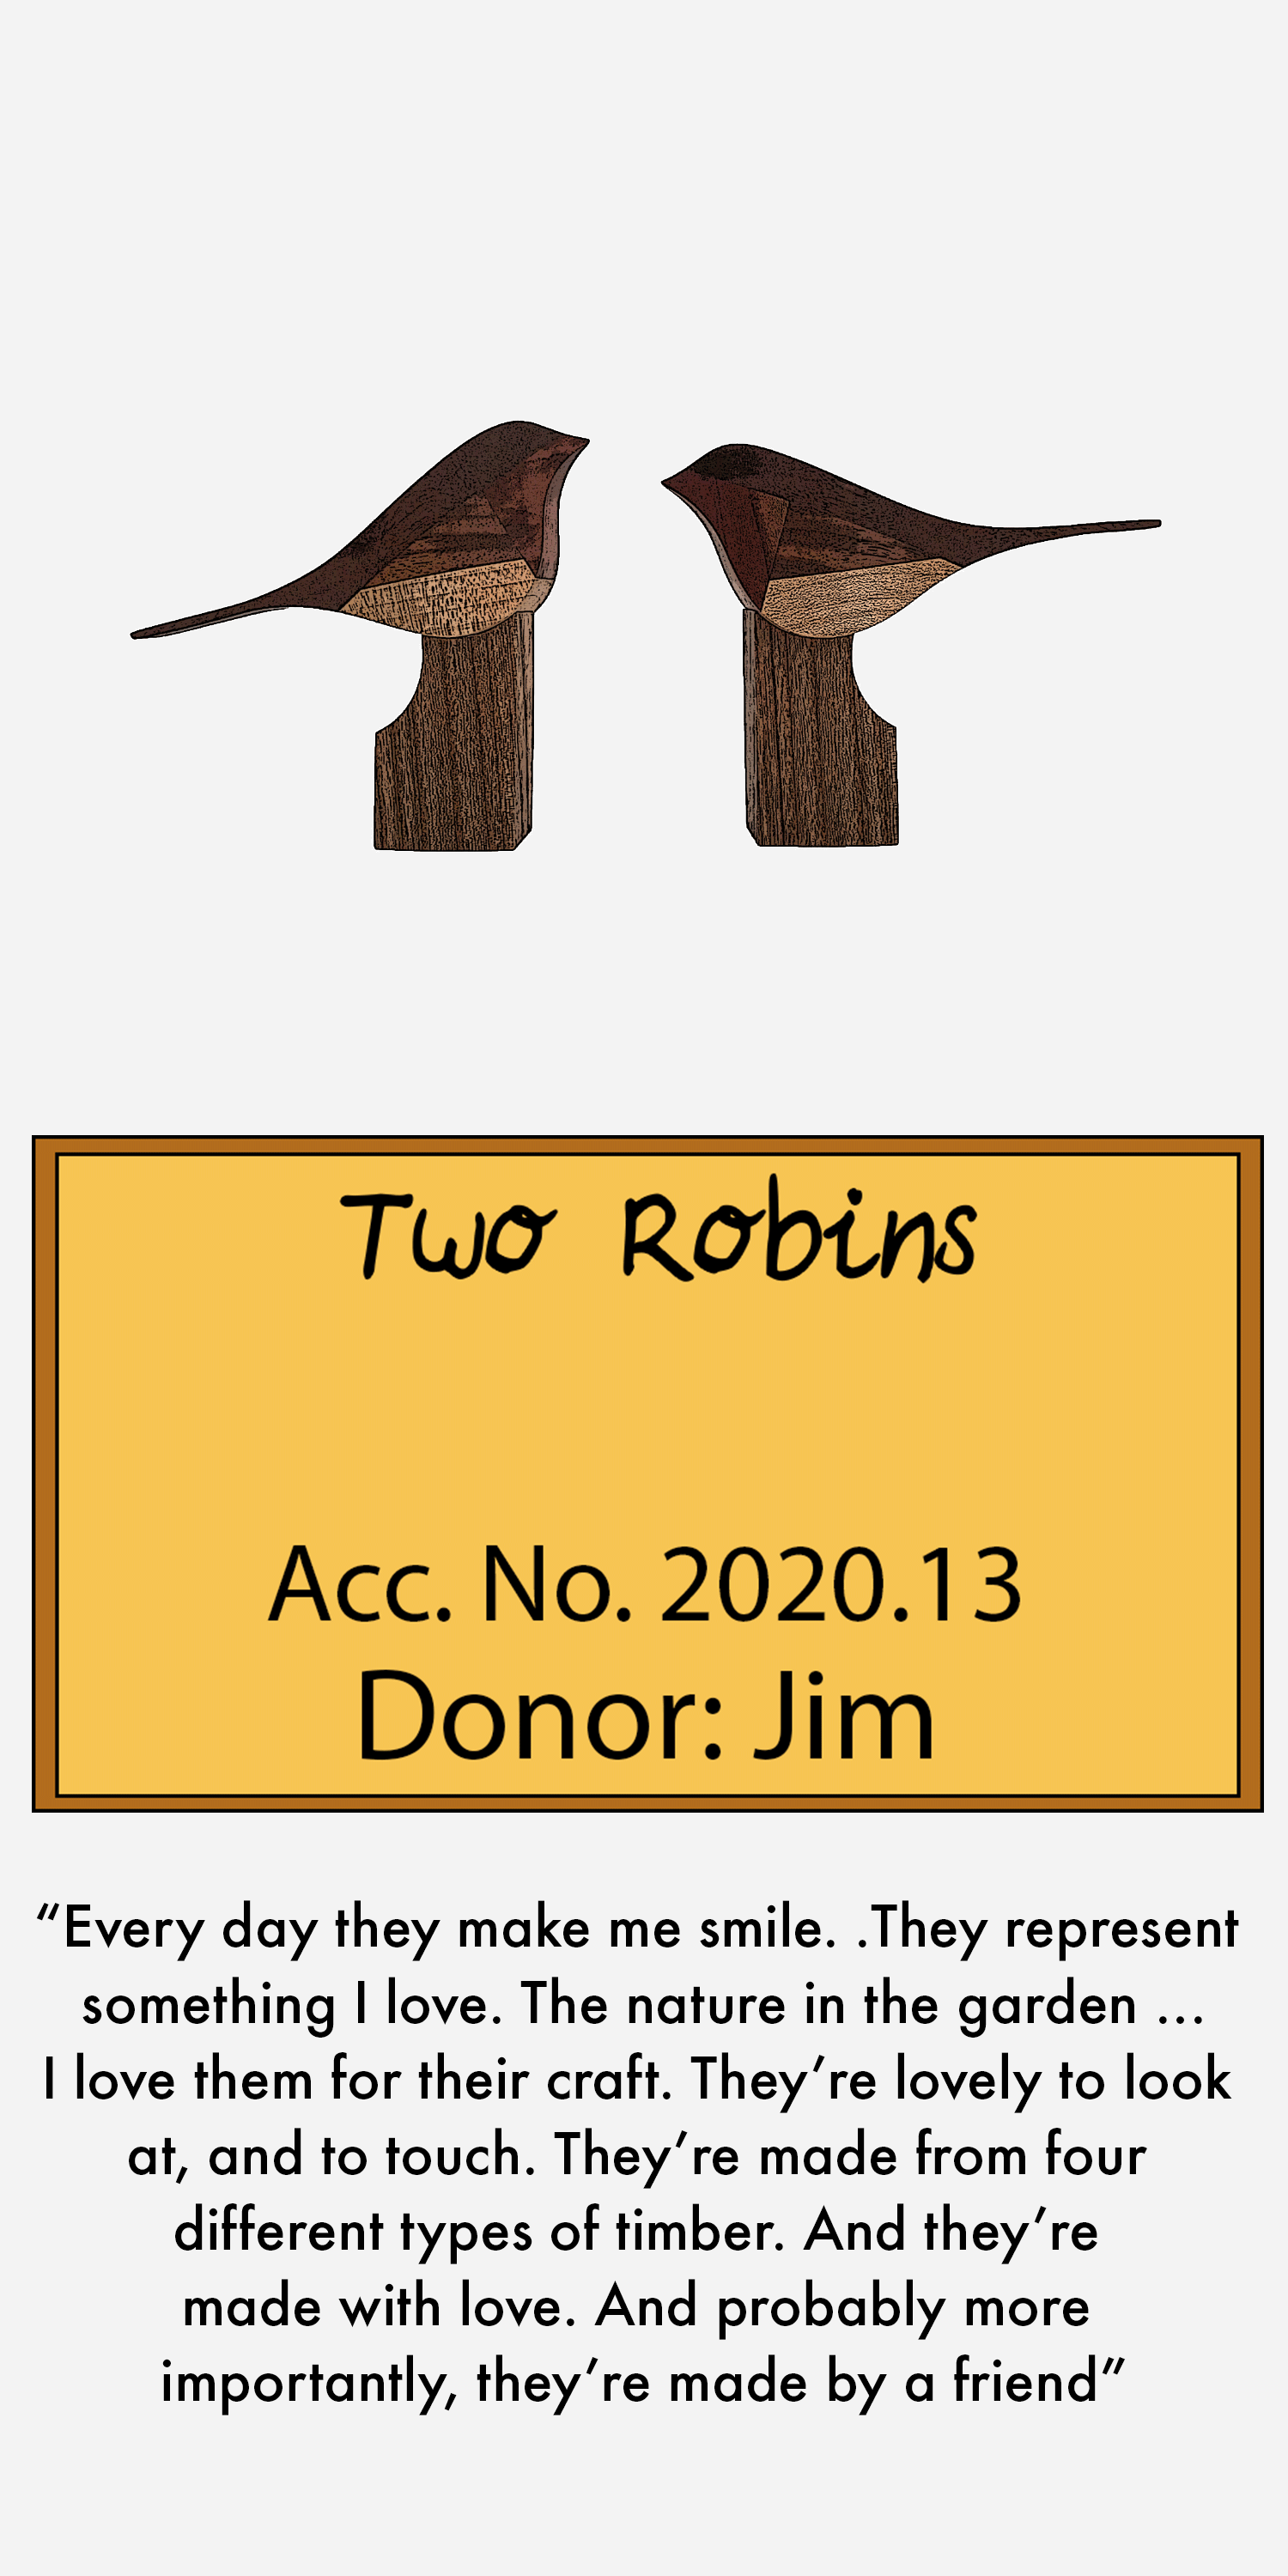 Two Robins
Acc. No. 2020.13
Donor: Jim
“Every day they make me smile. .They represent
something I love. The nature in the garden ...
I love them for their craft. They’re lovely to look
at, and to touch. They’re made from four
different types of timber. And they’re
made with love. And probably more
importantly, they’re made by a friend”